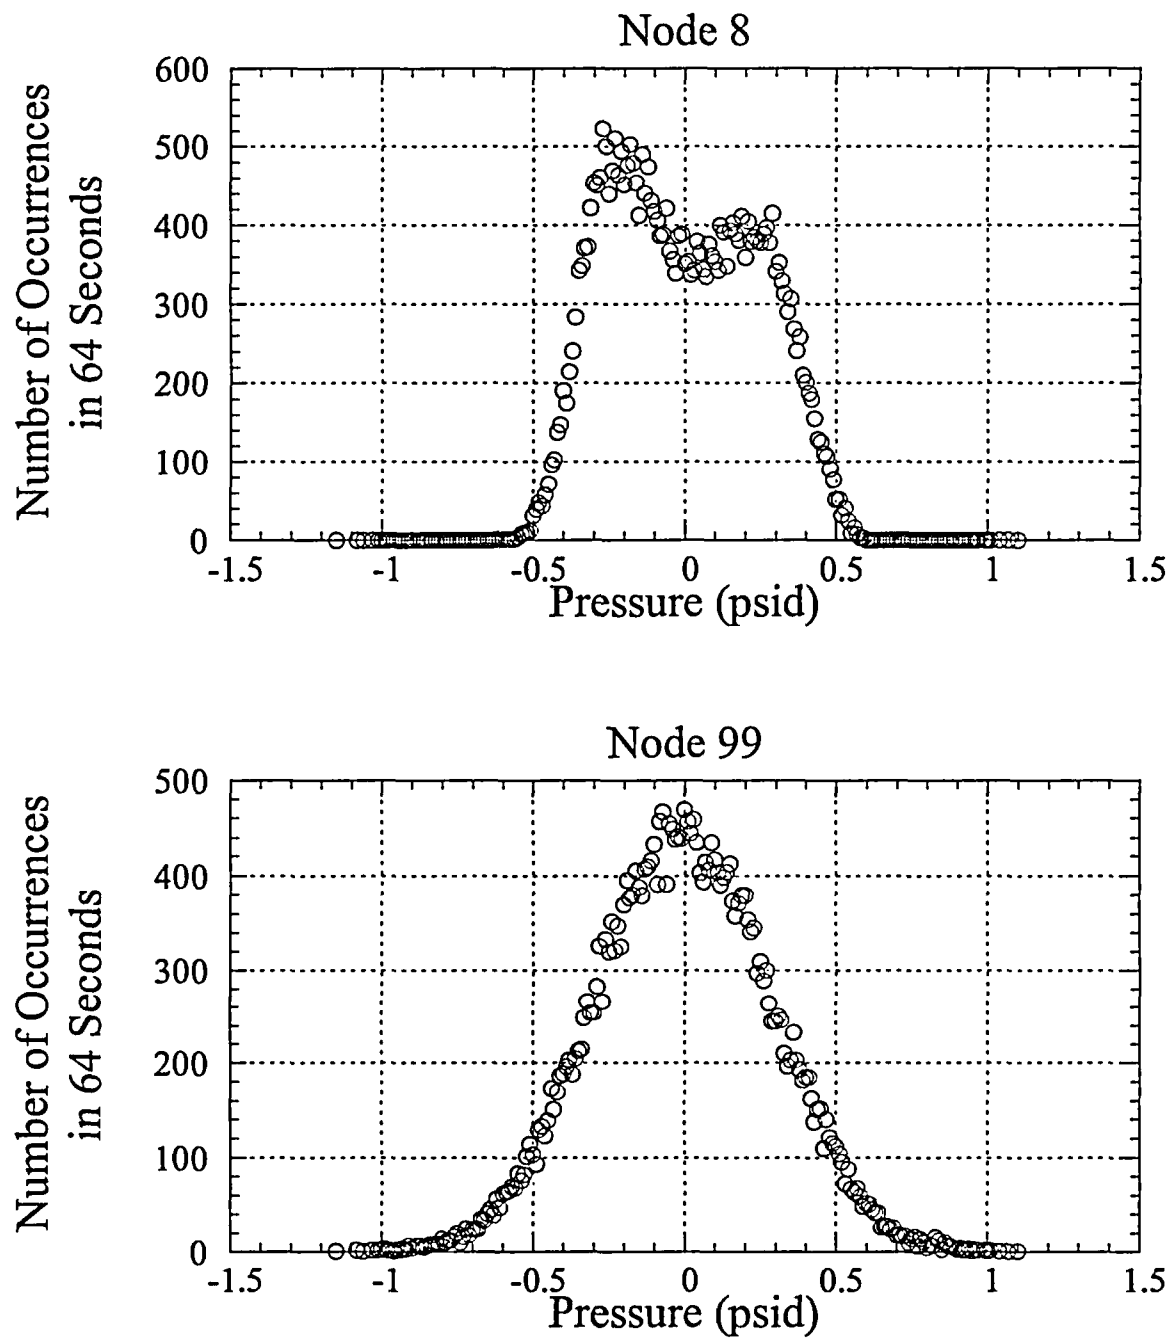 Node 8
Number of Occurrences
in 64 Seconds
600
500
400
300
200
100
0
-1.5 -1 -0.5 0 0.5 1 1.5
Pressure (psid)
Node 99
Number of Occurrences
in 64 Seconds
500
400
300
200
100
0
-1.5 -1 -0.5 0 0.5 1 1.5
Pressure (psid)